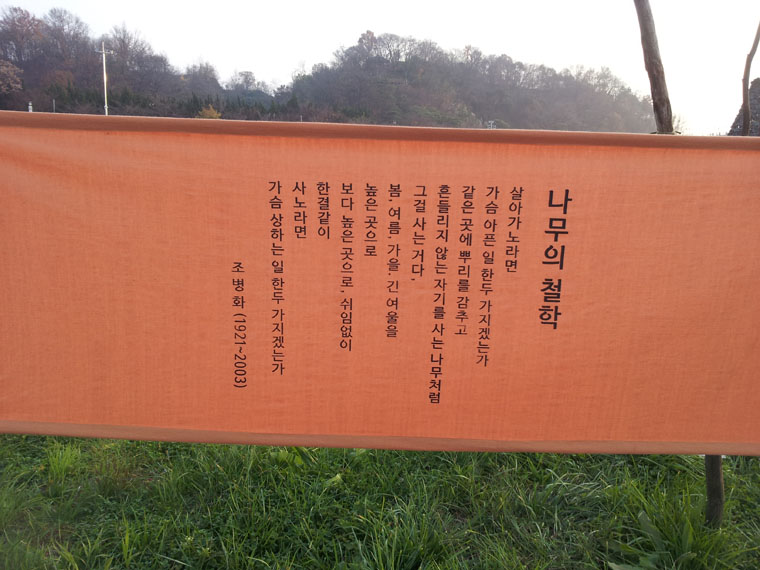 나무의 철학
살아가노라면
가슴 아픈 일 한두 가지겠는가
같은 곳에 뿌리를 감추고
흔들리지 않는 자기를 사는 나무처럼
그걸 사는 거다.
봄, 여름, 가을, 긴 여울을
높은 곳으로
보다 높은 곳으로, 쉬임없이
한결같이
사노라면
가슴 상하는 일 한두 가지겠는가
조병화 (1921~2003)